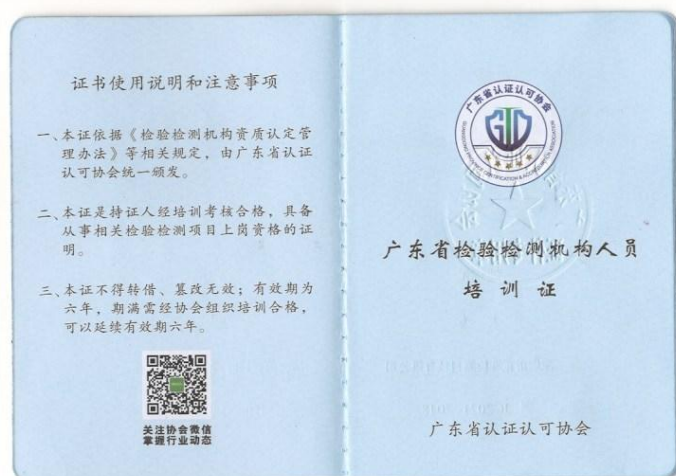 证书使用说明和注意事项
一、本证依据《检验检测机构资质认定管
理办法》等相关规定，由广东省认证
认可协会统一颁发。
二、本证是持证人经培训考核合格，具备
从事相关检验检测项目上岗资格的证
明。
三、本证不得转借、篡改无效；有效期为
六年，期满需经协会组织培训合格，
可以延续有效期六年。
关注协会微信
掌握行业动态
广东省认证认可协会
GUANGDONG PROVINCE CERTIFICATION & ACCREDITATION ASSOCIATION
广东省检验检测机构人员
培训证
广东省认证认可协会